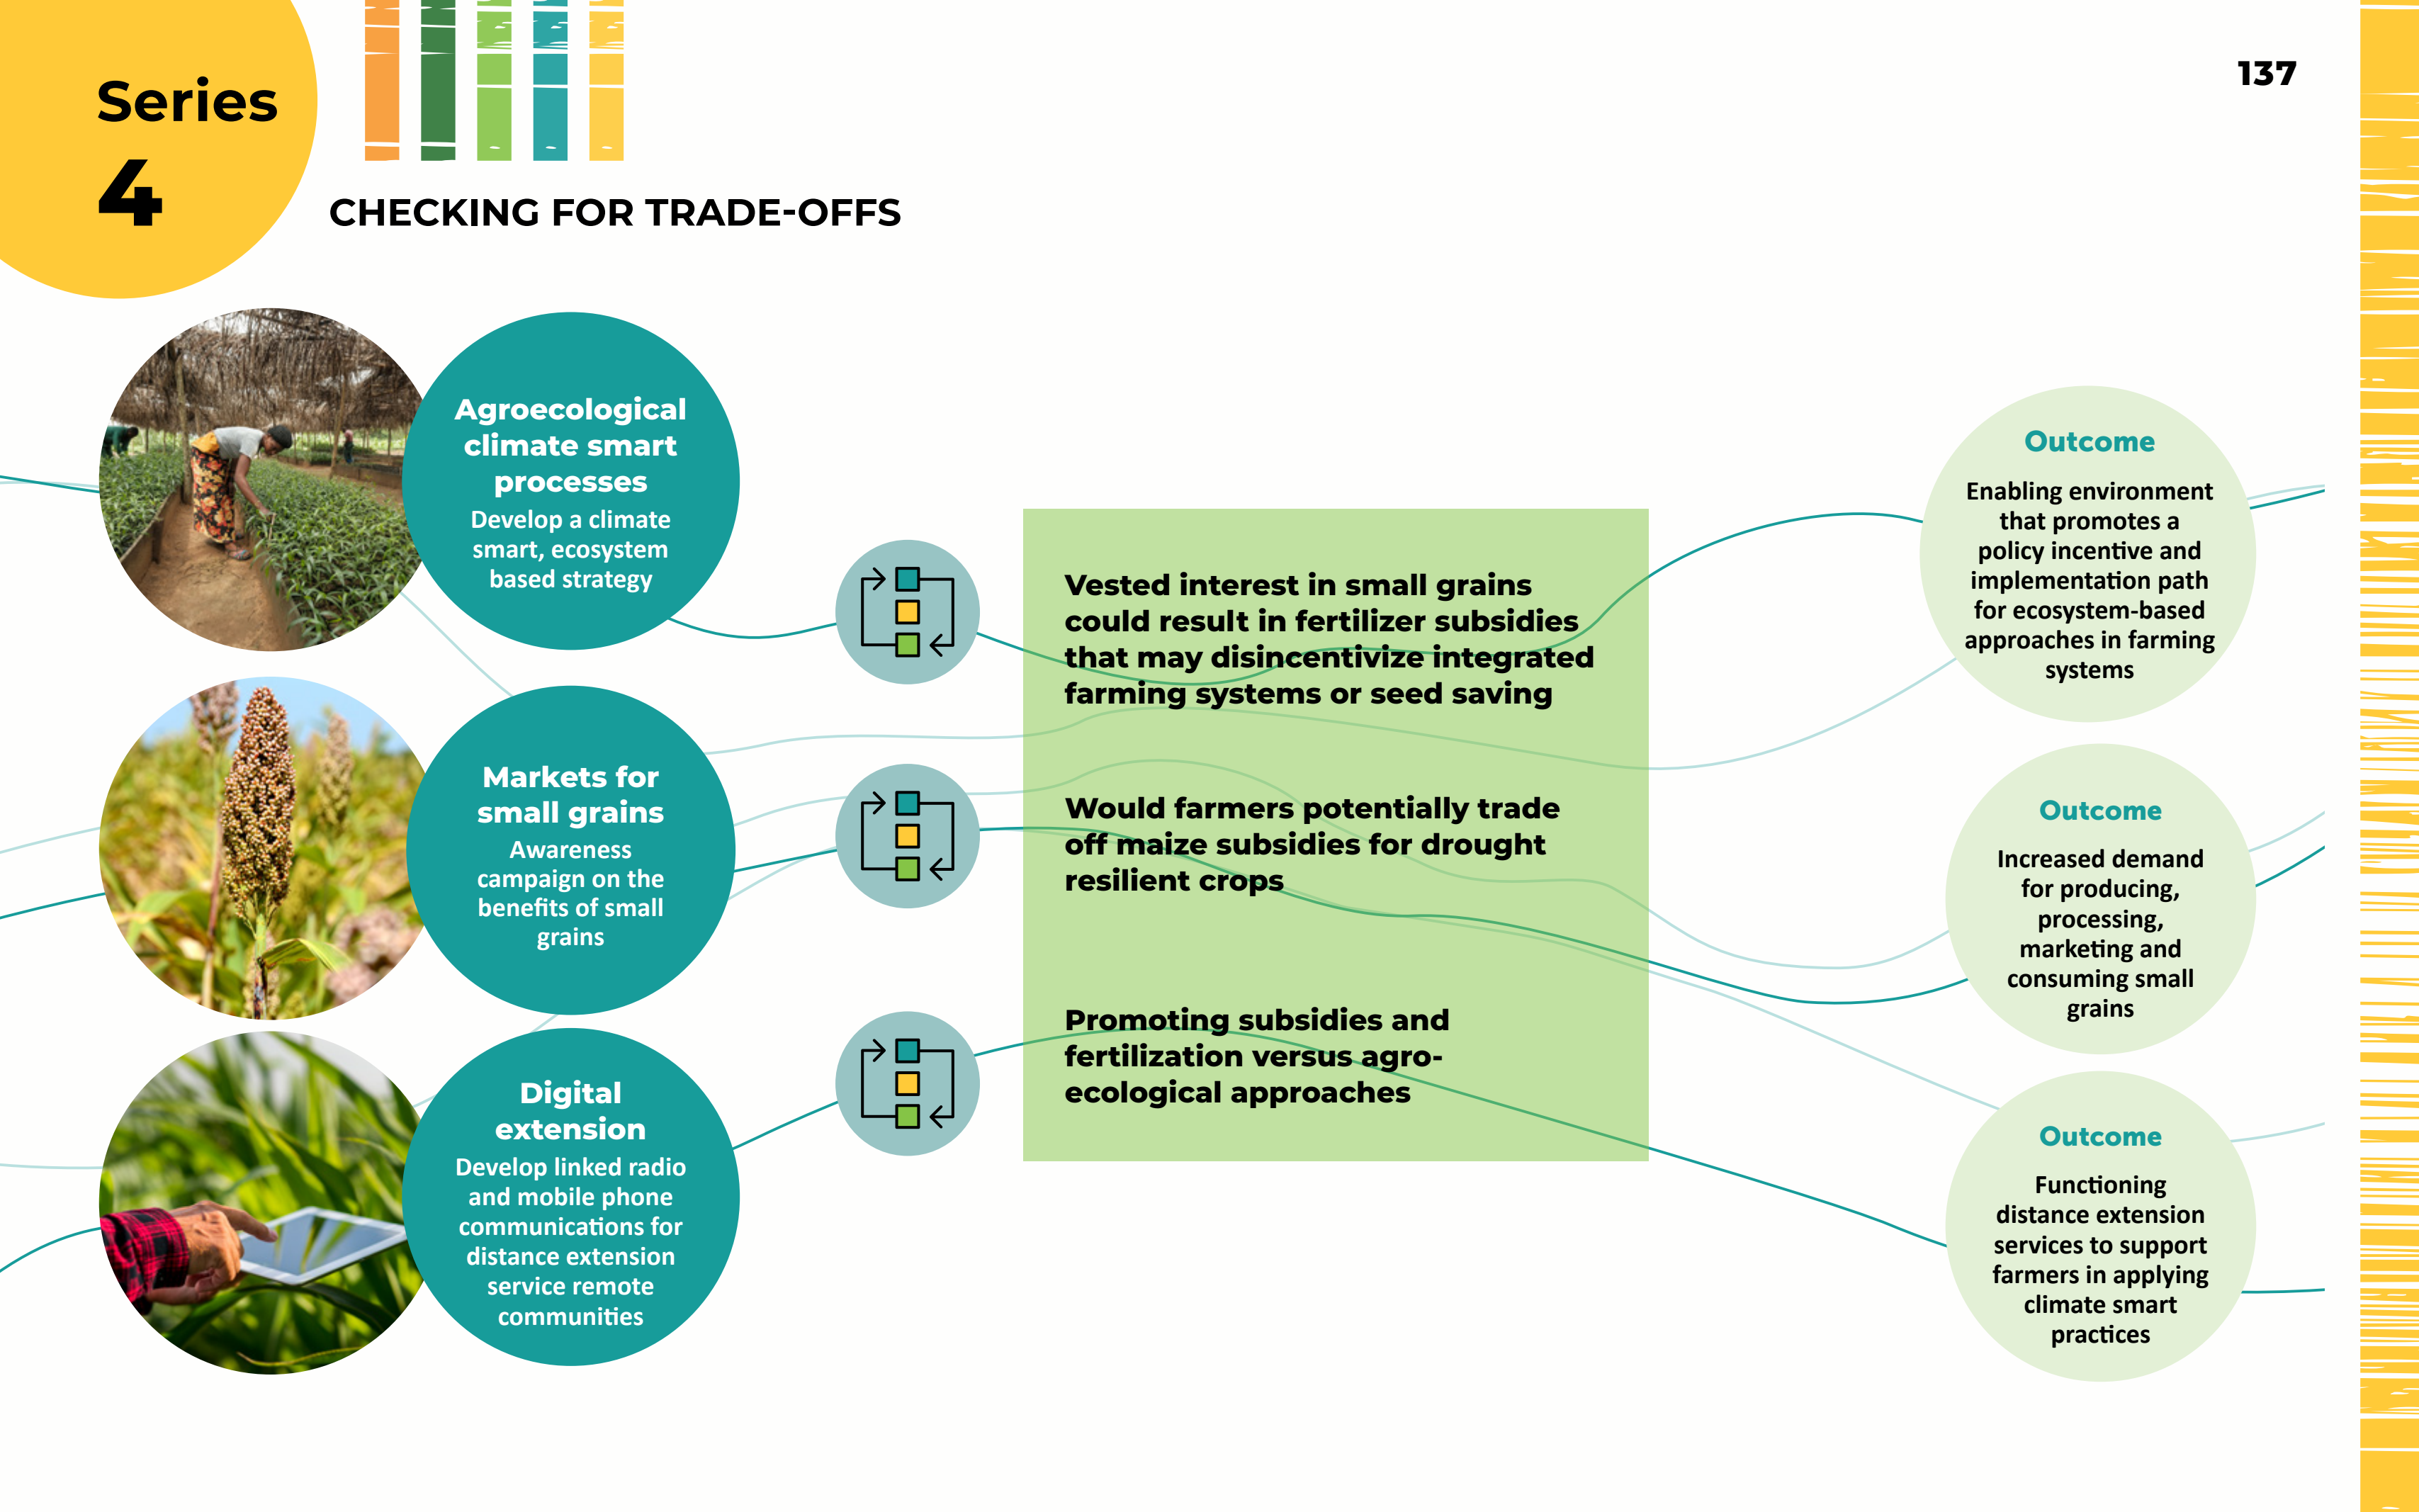 Series
4
CHECKING FOR TRADE-OFFS
137
Agroecological
climate smart
processes
Develop a climate
smart, ecosystem
based strategy
Markets for
small grains
Awareness
campaign on the
benefits of small
grains
Digital
extension
Develop linked radio
and mobile phone
communications for
distance extension
service remote
communities
Vested interest in small grains
could result in fertilizer subsidies
that may disincentivize integrated
farming systems or seed saving
Would farmers potentially trade
off maize subsidies for drought
resilient crops
Promoting subsidies and
fertilization versus agro-
ecological approaches
Outcome
Enabling environment
that promotes a
policy incentive and
implementation path
for ecosystem-based
approaches in farming
systems
Outcome
Increased demand
for producing,
processing,
marketing and
consuming small
grains
Outcome
Functioning
distance extension
services to support
farmers in applying
climate smart
practices